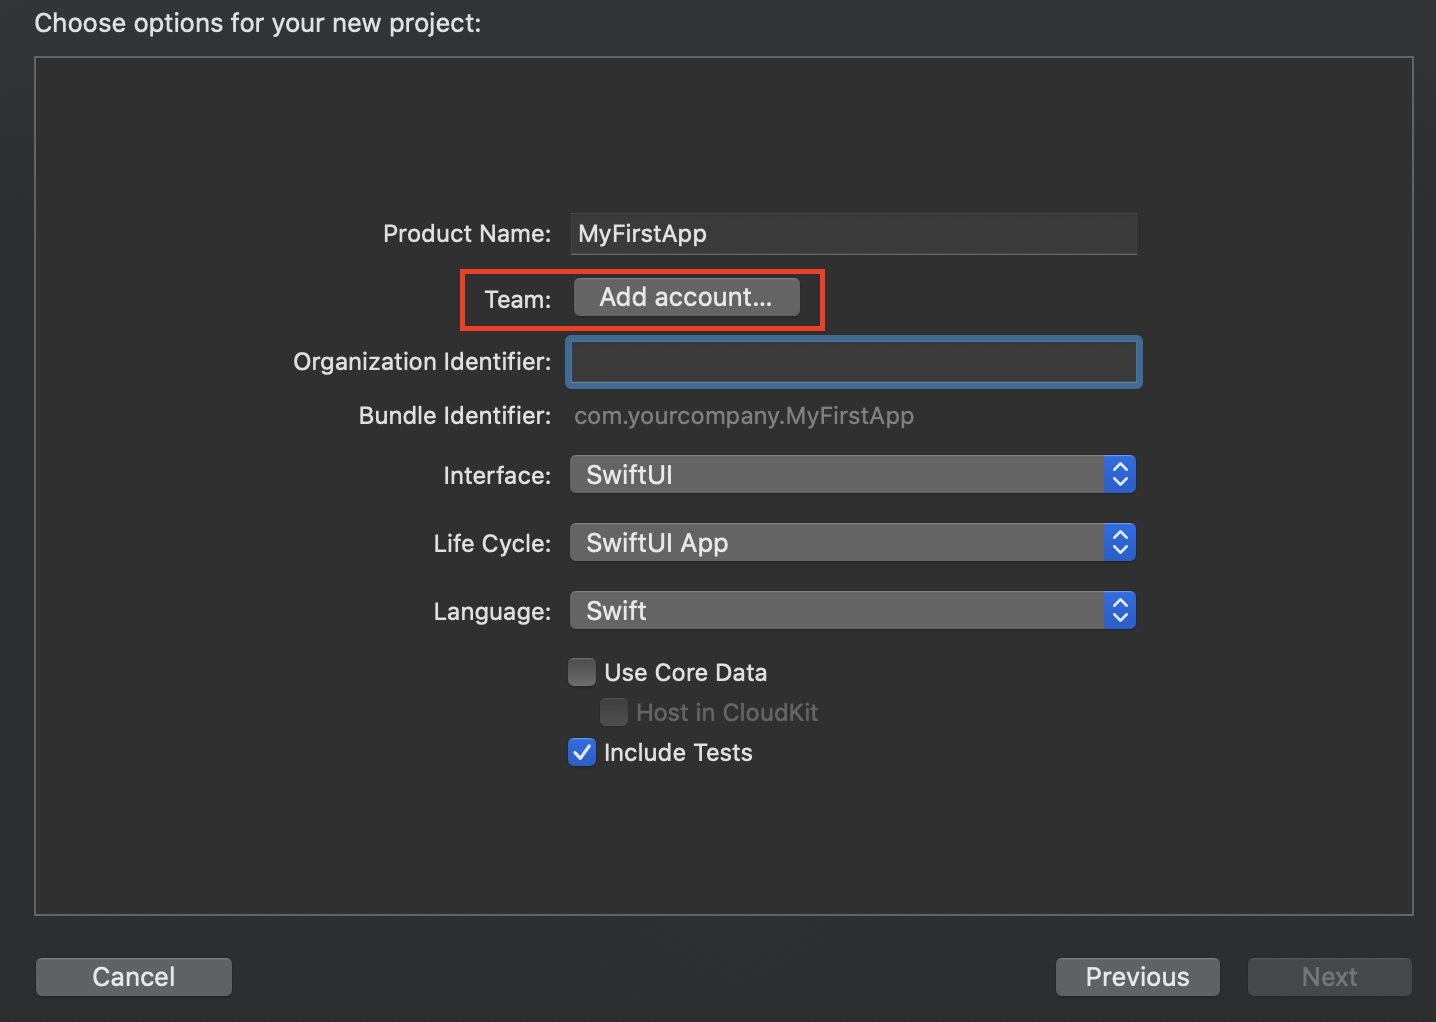 Choose options for your new project:
Product Name: MyFirstApp
Team: Add account...
Organization Identifier:
Bundle Identifier: com.yourcompany.MyFirstApp
Interface: SwiftUI
Life Cycle: SwiftUI App
Language: Swift
Use Core Data
Host in CloudKit
Include Tests
Cancel Previous Next